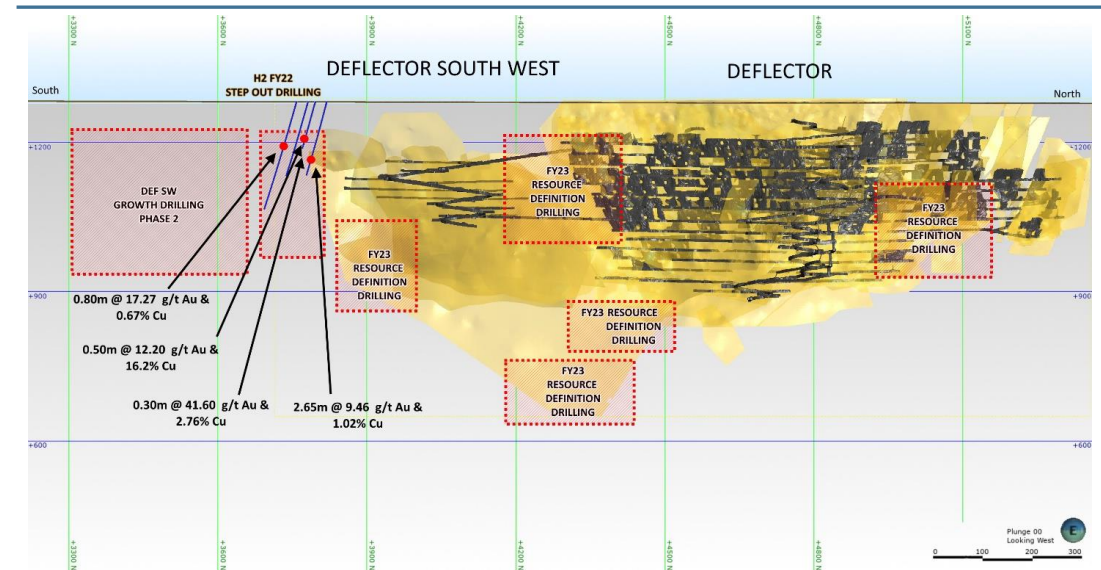 +3300 N
+3600 N
+3900 N
+4200 N
+4500 N
+4800 N
+5100 N
DEFLECTOR SOUTH WEST
DEFLECTOR
H2 FY22
STEP OUT DRILLING
South
North
+1200
+1200
DEF SW
GROWTH DRILLING
PHASE 2
FY23
RESOURCE
DEFINITION
DRILLING
FY23
RESOURCE
DEFINITION
DRILLING
FY23
RESOURCE
DEFINITION
DRILLING
+900
+900
0.80m @ 17.27 g/t Au &
0.67% Cu
FY23 RESOURCE
DEFINITION
DRILLING
0.50m @ 12.20 g/t Au &
16.2% Cu
FY23
RESOURCE
DEFINITION
DRILLING
0.30m @ 41.60 g/t Au &
2.76% Cu
2.65m @ 9.46 g/t Au &
1.02% Cu
+600
+600
+3300 N
+3600 N
+3900 N
+4200 N
+4500 N
+4800 N
Plunge 00
Looking West
E
0 100 200 300